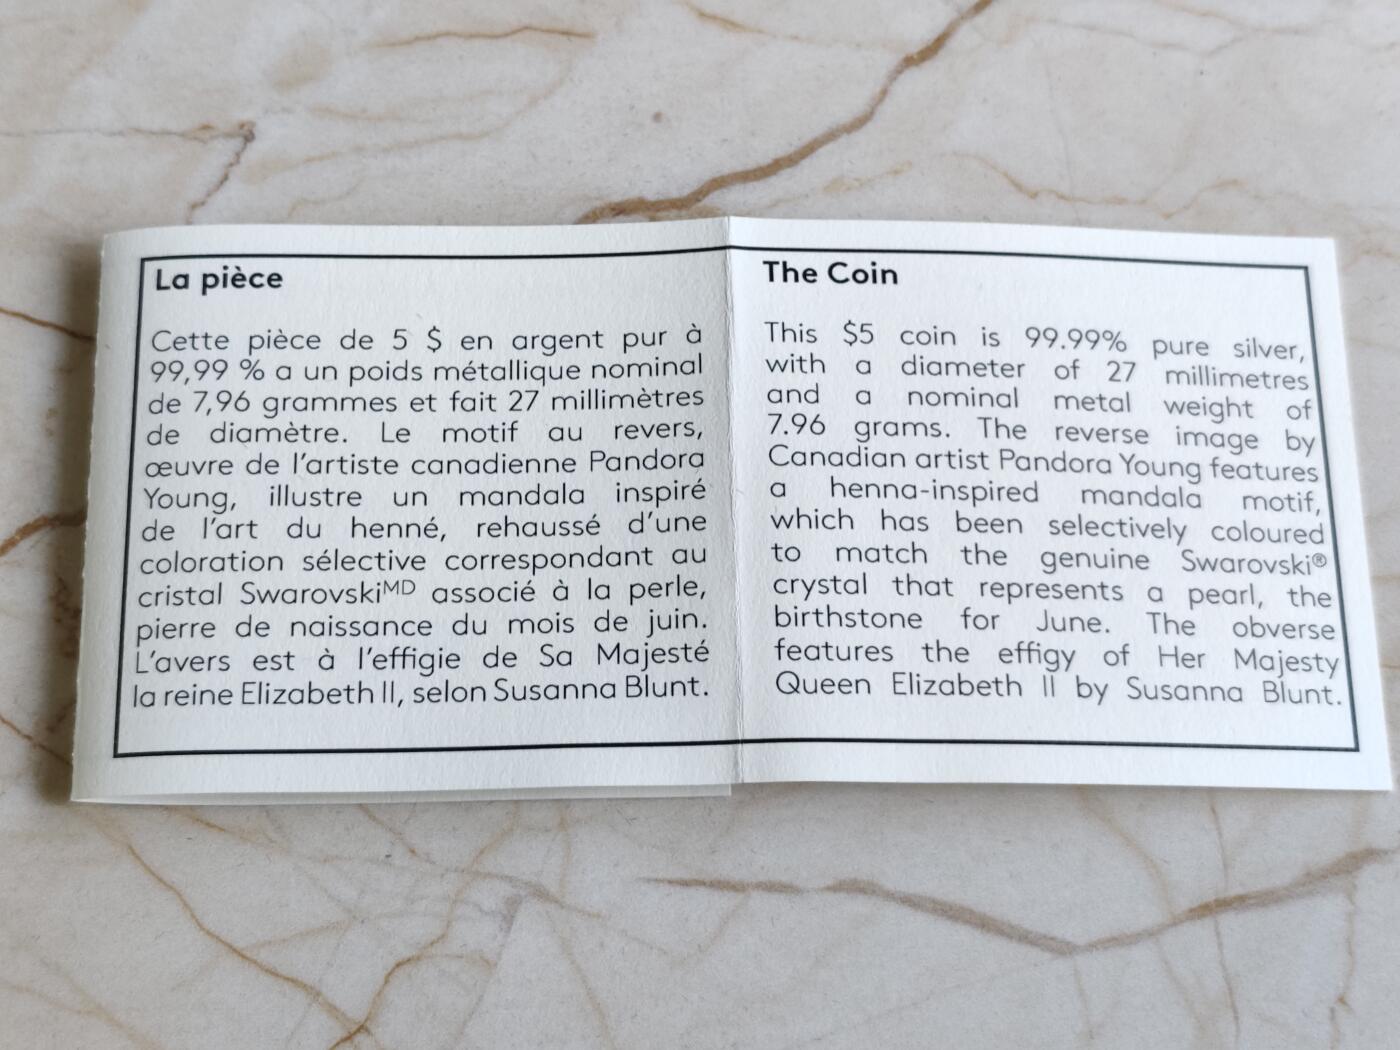 La pièce
Cette pièce de 5 $ en argent pur à
99,99 % a un poids métallique nominal
de 7,96 grammes et fait 27 millimètres
de diamètre. Le motif au revers,
œuvre de l'artiste canadienne Pandora
Young, illustre un mandala inspiré
de l'art du henné, rehaussé d'une
coloration sélective correspondant au
cristal Swarovskiᴹᴰ associé à la perle,
pierre de naissance du mois de juin.
L'avers est à l'effigie de Sa Majesté
la reine Elizabeth II, selon Susanna Blunt.
The Coin
This $5 coin is 99.99% pure silver,
with a diameter of 27 millimetres
and a nominal metal weight of
7.96 grams. The reverse image by
Canadian artist Pandora Young features
a henna-inspired mandala motif,
which has been selectively coloured
to match the genuine Swarovski®
crystal that represents a pearl, the
birthstone for June. The obverse
features the effigy of Her Majesty
Queen Elizabeth II by Susanna Blunt.